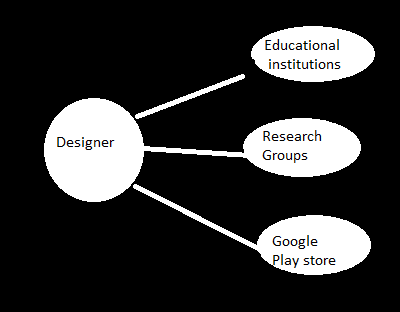 Educational
institutions
Designer
Research
Groups
Google
Play store